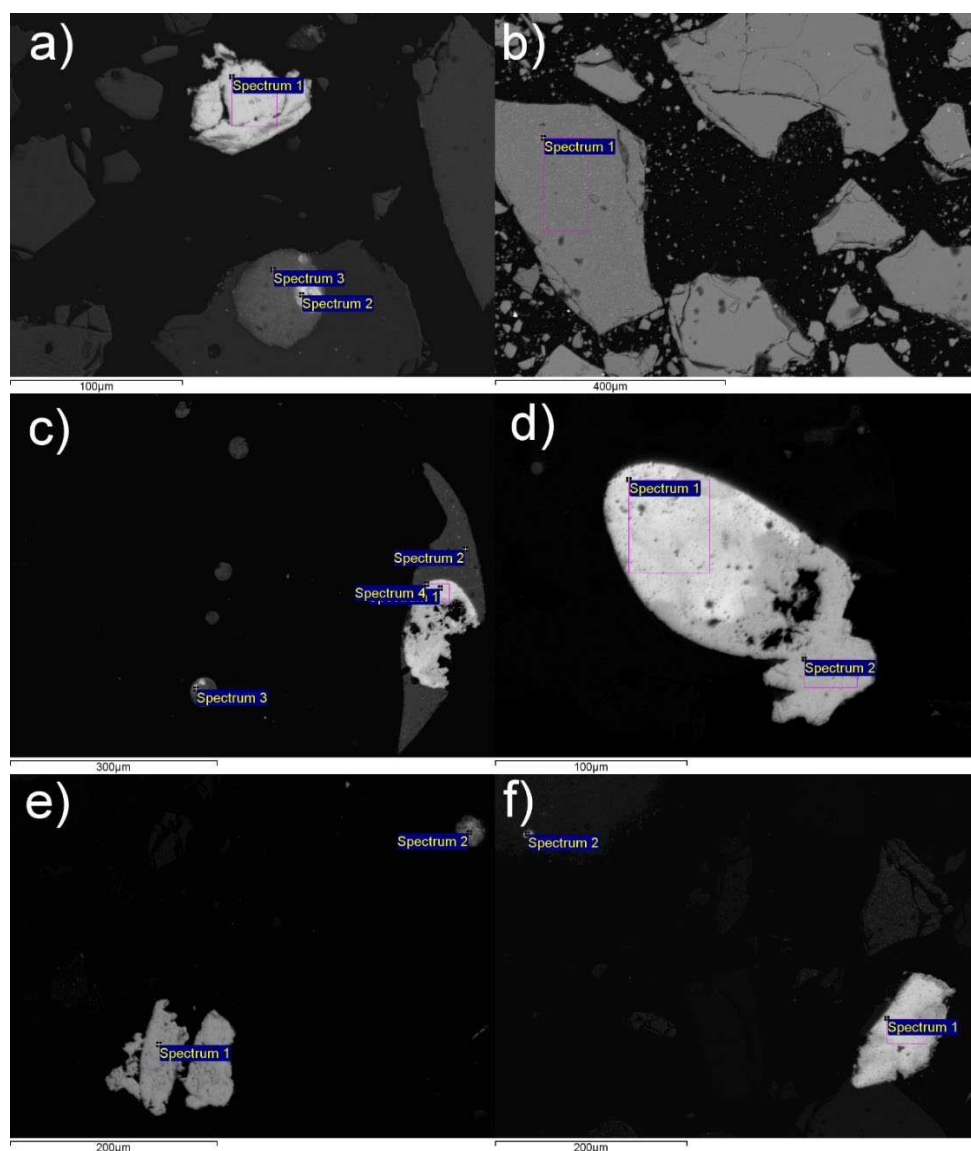 a)
Spectrum 1
Spectrum 3
Spectrum 2
100µm
b)
Spectrum 1
400µm
c)
Spectrum 2
Spectrum 4
Spectrum 3
300µm
d)
Spectrum 1
Spectrum 2
100µm
e)
Spectrum 2
Spectrum 1
200µm
f)
Spectrum 2
Spectrum 1
200µm